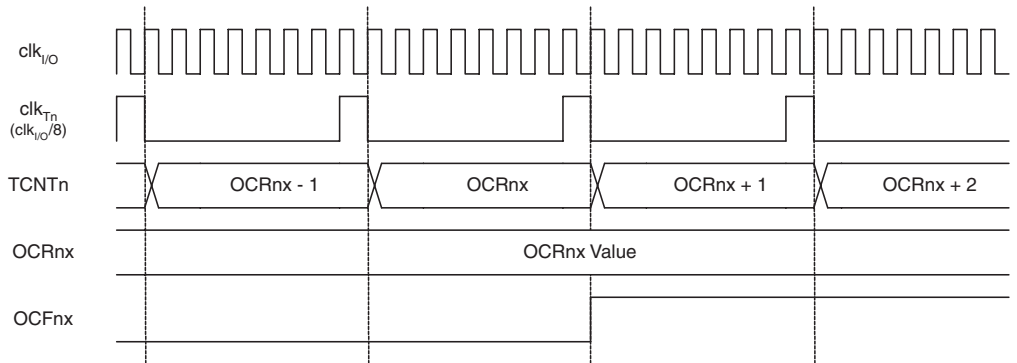 clkI/O
clkTn
(clkI/O/8)
TCNTn OCRnx - 1 OCRnx OCRnx + 1 OCRnx + 2
OCRnx OCRnx Value
OCFnx